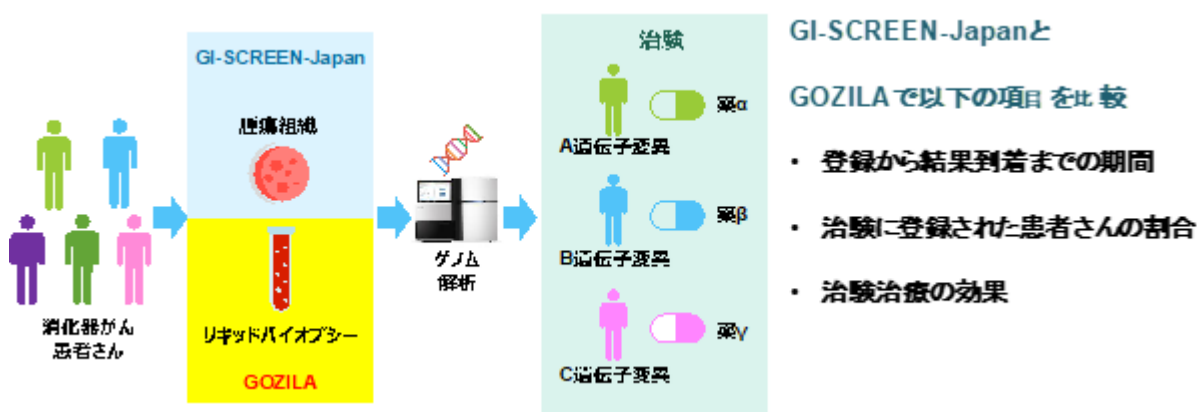 消化器がん
患者さん
GI-SCREEN-Japan
腫瘍組織
リキッドバイオプシー
GOZILA
ゲノム
解析
治験
薬α
A遺伝子変異
薬β
B遺伝子変異
薬γ
C遺伝子変異
GI-SCREEN-Japanと
GOZILAで以下の項目を比較
• 登録から結果到着までの期間
• 治験に登録された患者さんの割合
• 治験治療の効果